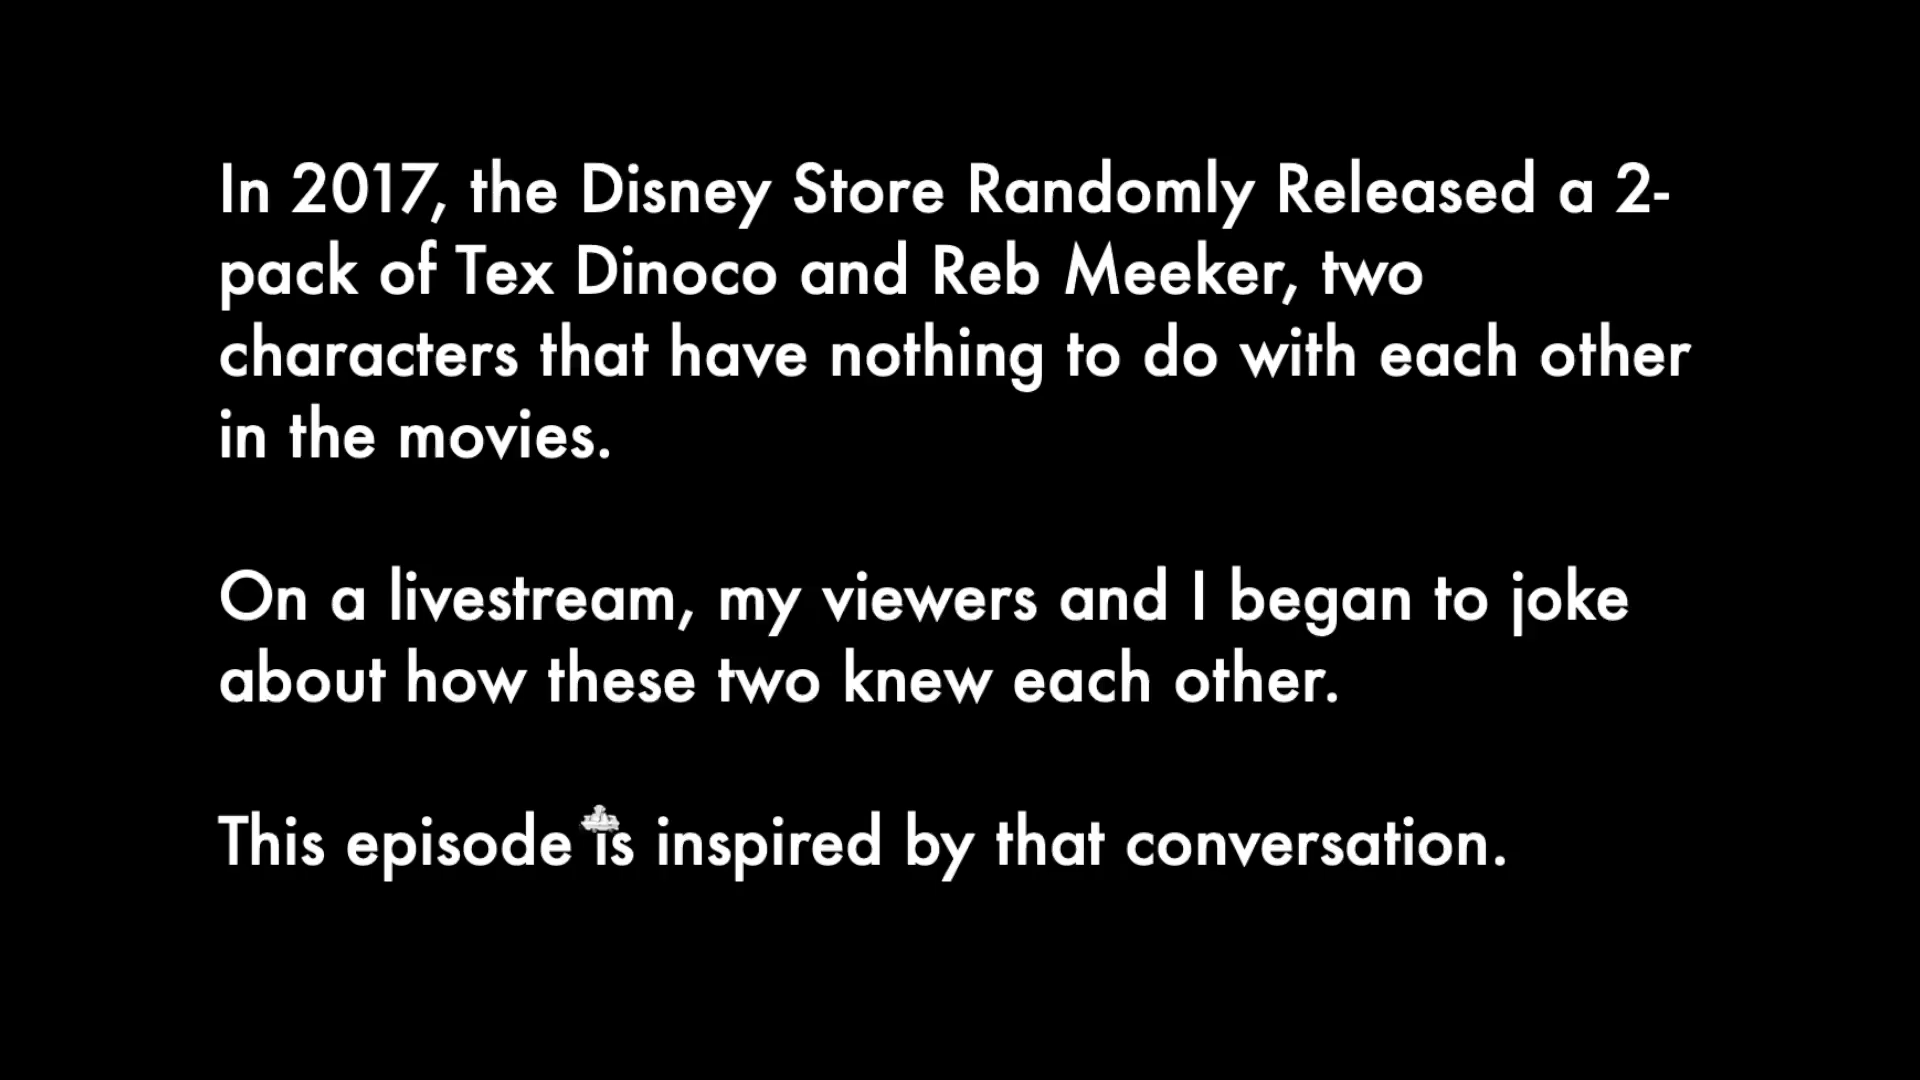 In 2017, the Disney Store Randomly Released a 2-
pack of Tex Dinoco and Reb Meeker, two
characters that have nothing to do with each other
in the movies.
On a livestream, my viewers and I began to joke
about how these two knew each other.
This episode is inspired by that conversation.